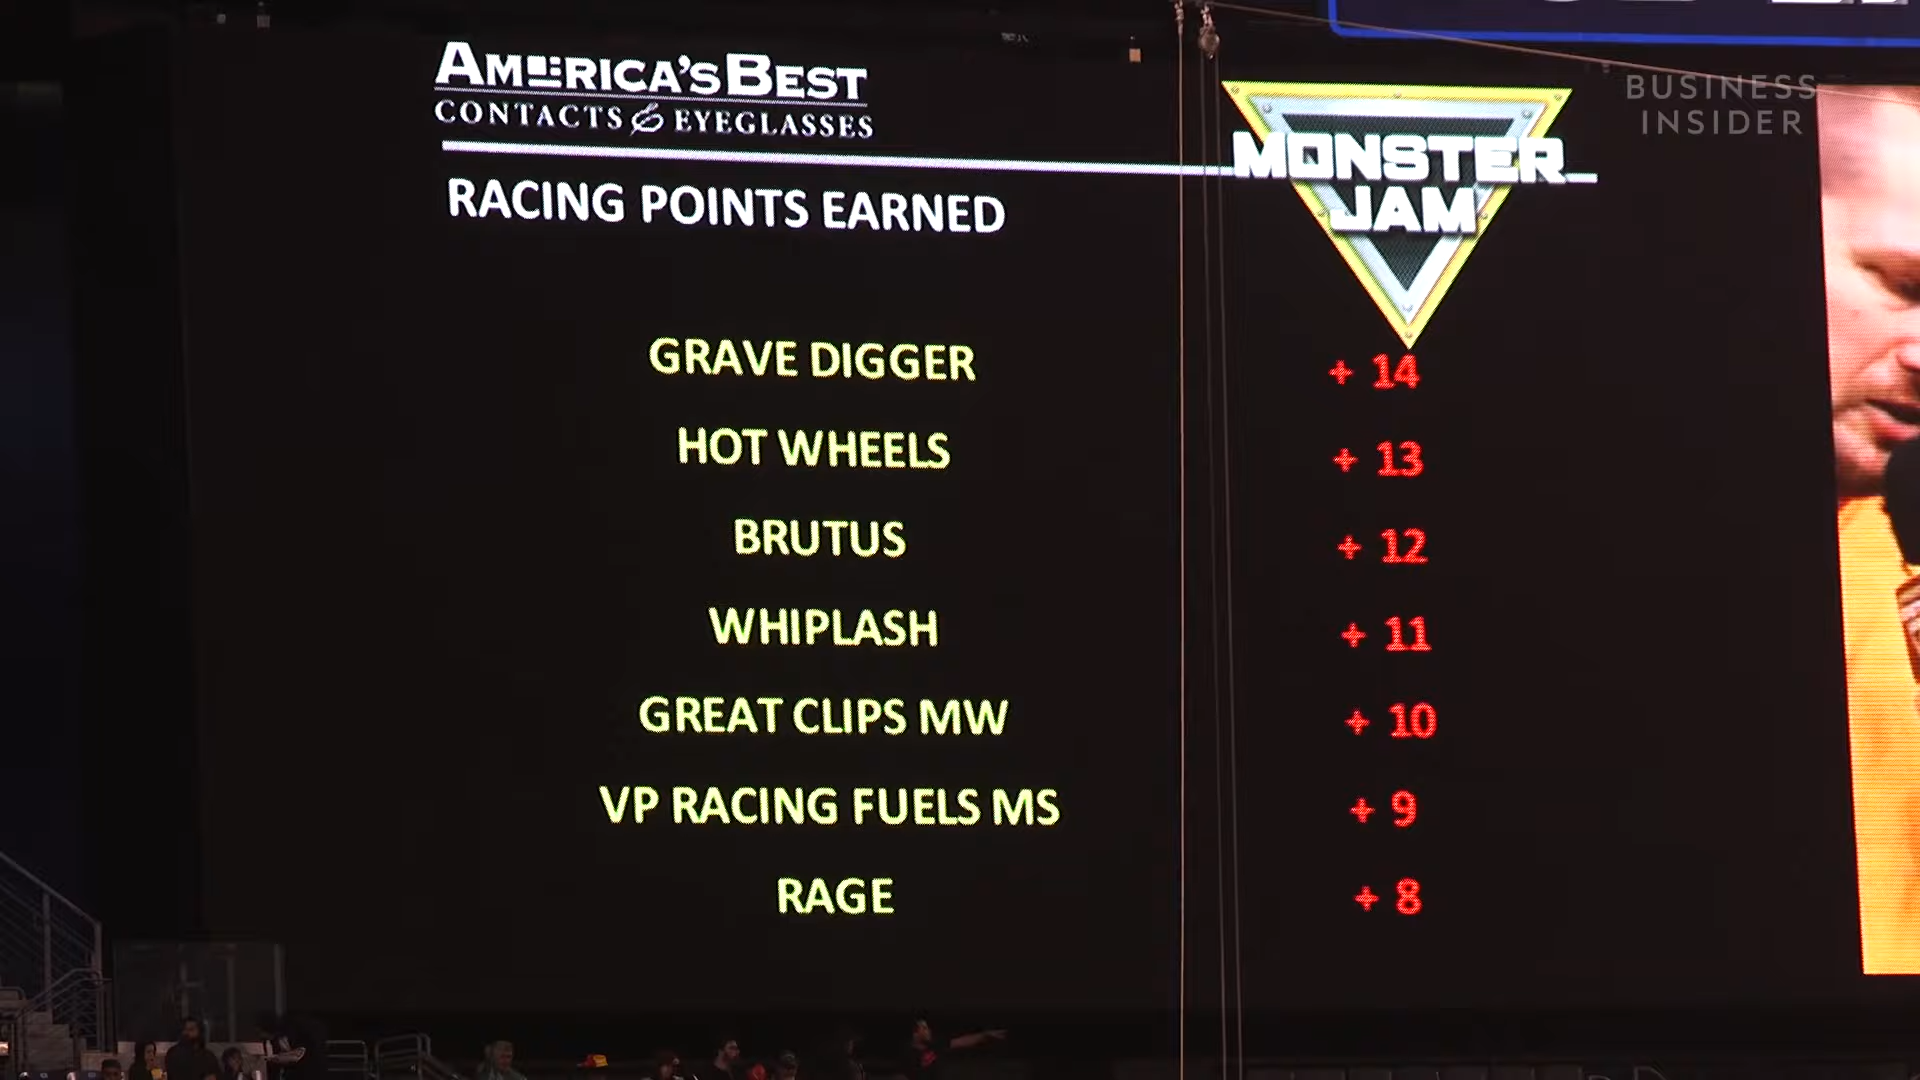 AMERICA'S BEST
CONTACTS & EYEGLASSES
MONSTER
JAM
BUSINESS
INSIDER
RACING POINTS EARNED
GRAVE DIGGER + 14
HOT WHEELS + 13
BRUTUS + 12
WHIPLASH + 11
GREAT CLIPS MW + 10
VP RACING FUELS MS + 9
RAGE + 8